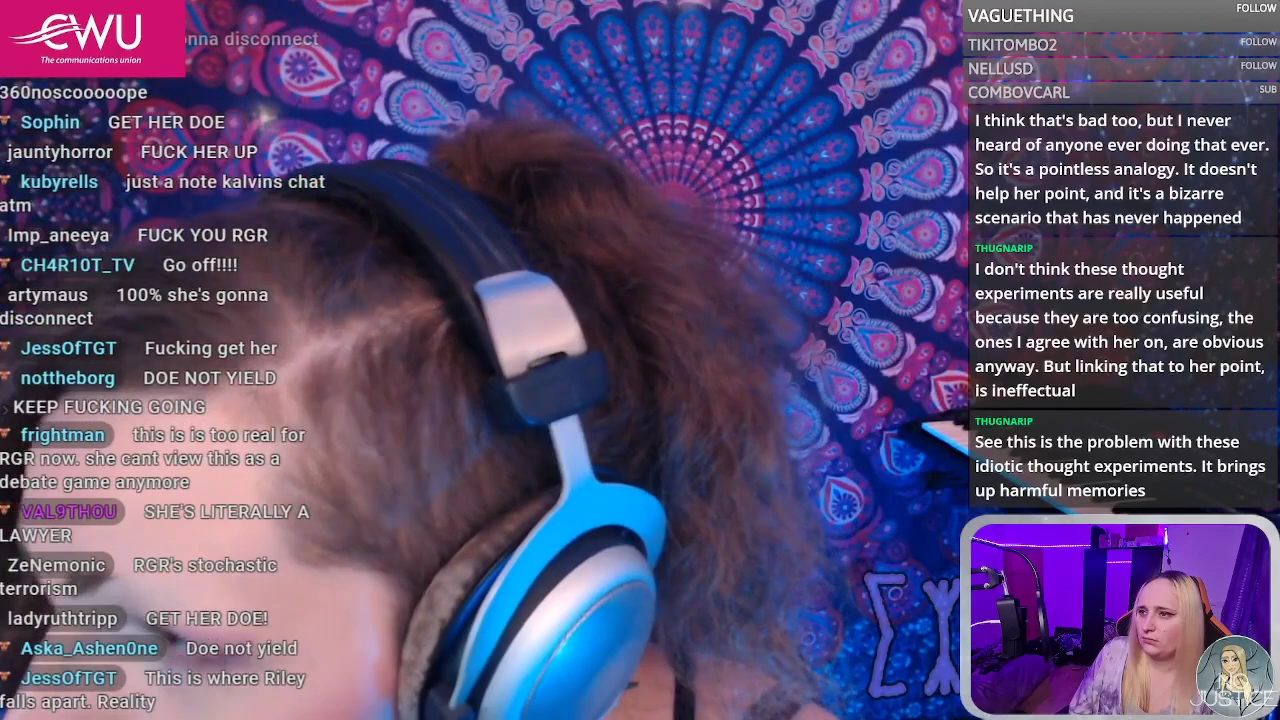 CWU
The communications union
onna disconnect
360noscooooope
Sophin GET HER DOE
jauntyhorror FUCK HER UP
kubyrells just a note kalvins chat
atm
Imp_aneeya FUCK YOU RGR
CH4R10T_TV Go off!!!!
artymaus 100% she's gonna
disconnect
JessOfTGT Fucking get her
nottheborg DOE NOT YIELD
KEEP FUCKING GOING
frightman this is is too real for
RGR now. she cant view this as a
debate game anymore
VAL9THOU SHE'S LITERALLY A
LAWYER
ZeNemonic RGR's stochastic
terrorism
ladyruthtripp GET HER DOE!
Aska_Ashen0ne Doe not yield
JessOfTGT This is where Riley
falls apart. Reality
VAGUETHING FOLLOW
TIKITOMBO2 FOLLOW
NELLUSD FOLLOW
COMBOVCARL SUB
I think that's bad too, but I never
heard of anyone ever doing that ever.
So it's a pointless analogy. It doesn't
help her point, and it's a bizarre
scenario that has never happened
THUGNARIP
I don't think these thought
experiments are really useful
because they are too confusing, the
ones I agree with her on, are obvious
anyway. But linking that to her point,
is ineffectual
THUGNARIP
See this is the problem with these
idiotic thought experiments. It brings
up harmful memories
JUSTICE